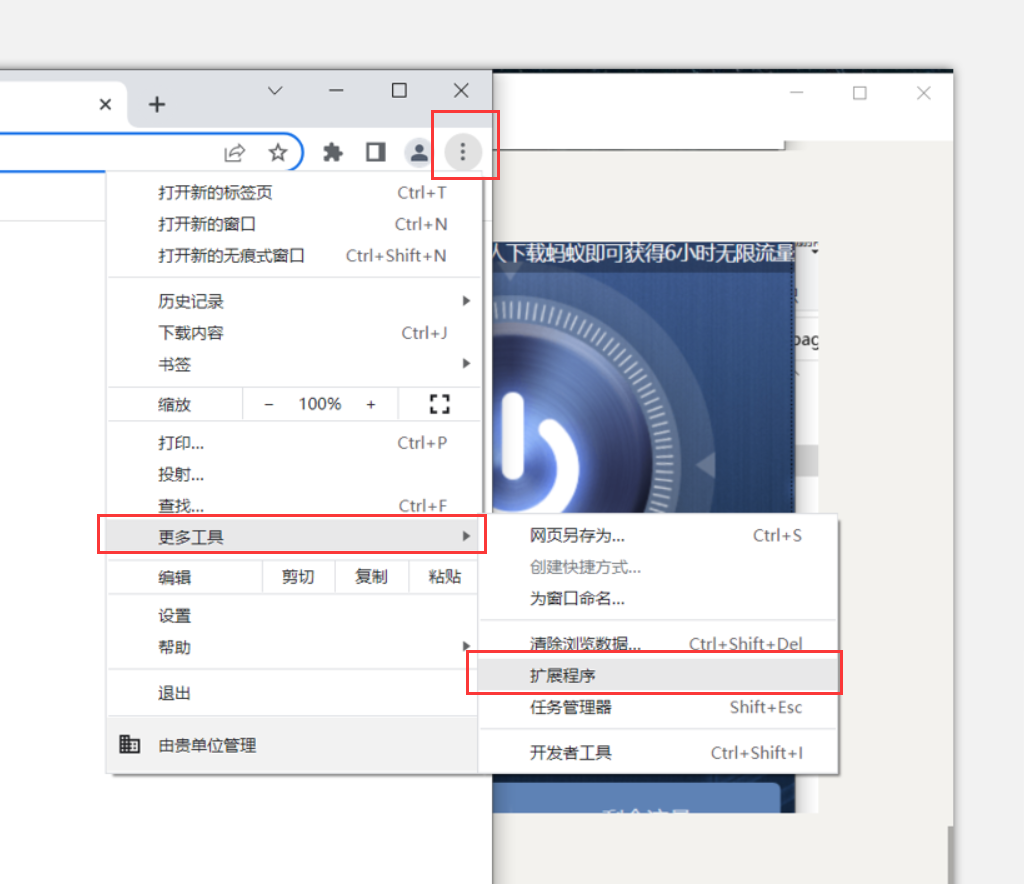 打开新的标签页 Ctrl+T
打开新的窗口 Ctrl+N
打开新的无痕式窗口 Ctrl+Shift+N
人下载蚂蚁即可获得6小时无限流量
历史记录
下载内容 Ctrl+J
书签
缩放 − 100% +
打印... Ctrl+P
投射...
查找... Ctrl+F
更多工具
网页另存为... Ctrl+S
创建快捷方式...
为窗口命名...
编辑 剪切 复制 粘贴
设置
清除浏览数据... Ctrl+Shift+Del
帮助
扩展程序
任务管理器 Shift+Esc
退出
由贵单位管理
开发者工具 Ctrl+Shift+I
剩余流量